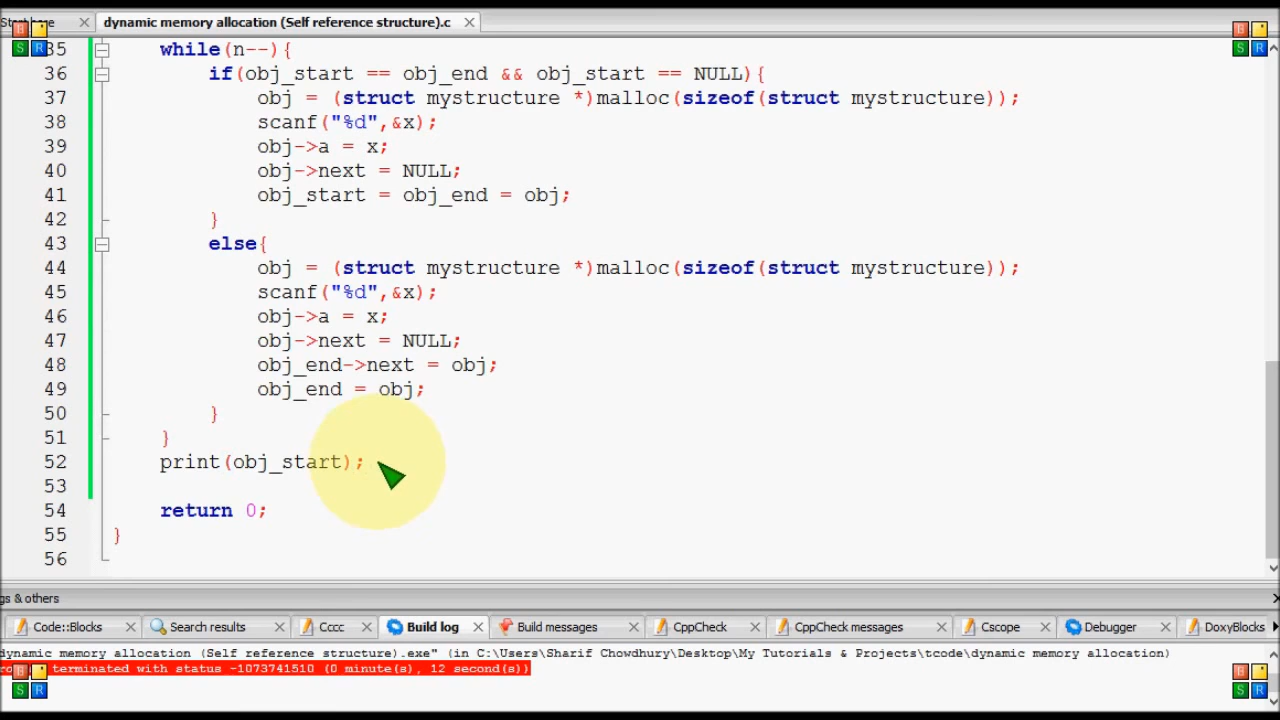 here
dynamic memory allocation (Self reference structure).c
35 while(n--){
36 if(obj_start == obj_end && obj_start == NULL){
37 obj = (struct mystructure *)malloc(sizeof(struct mystructure));
38 scanf("%d",&x);
39 obj->a = x;
40 obj->next = NULL;
41 obj_start = obj_end = obj;
42 }
43 else{
44 obj = (struct mystructure *)malloc(sizeof(struct mystructure));
45 scanf("%d",&x);
46 obj->a = x;
47 obj->next = NULL;
48 obj_end->next = obj;
49 obj_end = obj;
50 }
51 }
52 print(obj_start);
53
54 return 0;
55 }
56
gs & others
Code::Blocks Search results Cccc Build log Build messages CppCheck CppCheck messages Cscope Debugger DoxyBlocks
dynamic memory allocation (Self reference structure).exe" (in C:\Users\Sharif Chowdhury\Desktop\My Tutorials & Projects\tcode\dynamic memory allocation)
terminated with status -1073741510 (0 minute(s), 12 second(s))
B S R
B S R
B S R
B S R